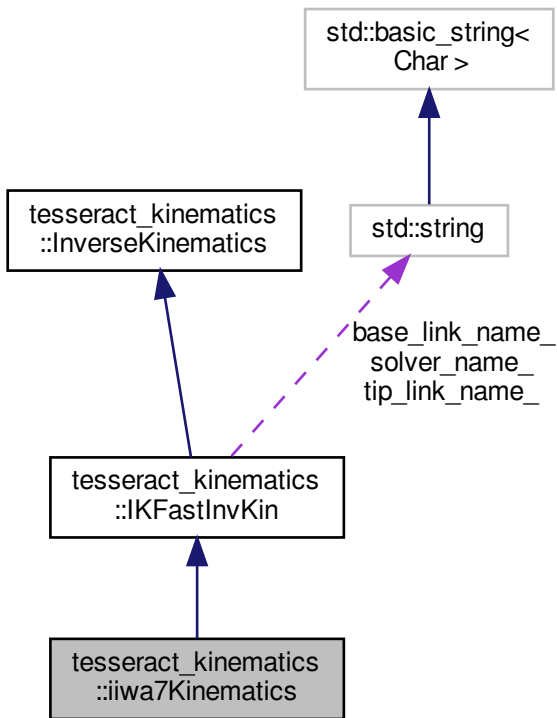 std::basic_string<
Char >
tesseract_kinematics
::InverseKinematics
std::string
base_link_name_
solver_name_
tip_link_name_
tesseract_kinematics
::IKFastInvKin
tesseract_kinematics
::iiwa7Kinematics